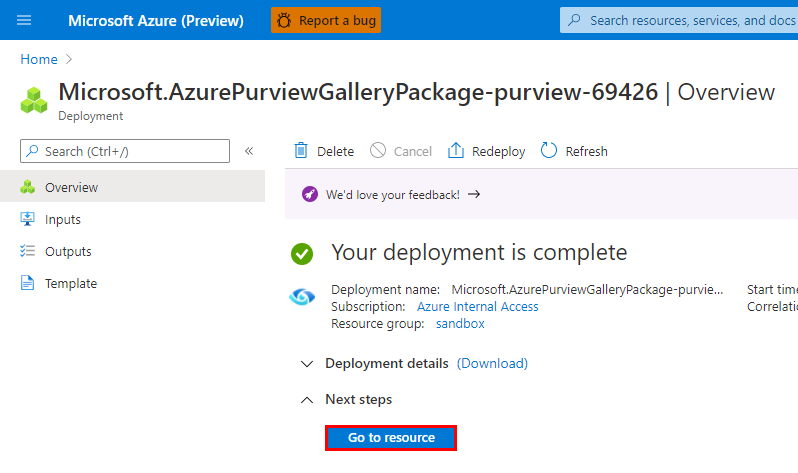 Microsoft Azure (Preview)
Report a bug
Search resources, services, and docs
Home
Microsoft.AzurePurviewGalleryPackage-purview-69426 | Overview
Deployment
Search (Ctrl+/)
Delete
Cancel
Redeploy
Refresh
We'd love your feedback! →
Overview
Inputs
Outputs
Template
Your deployment is complete
Deployment name: Microsoft.AzurePurviewGalleryPackage-purvie... Start time
Subscription: Azure Internal Access Correlati
Resource group: sandbox
Deployment details (Download)
Next steps
Go to resource